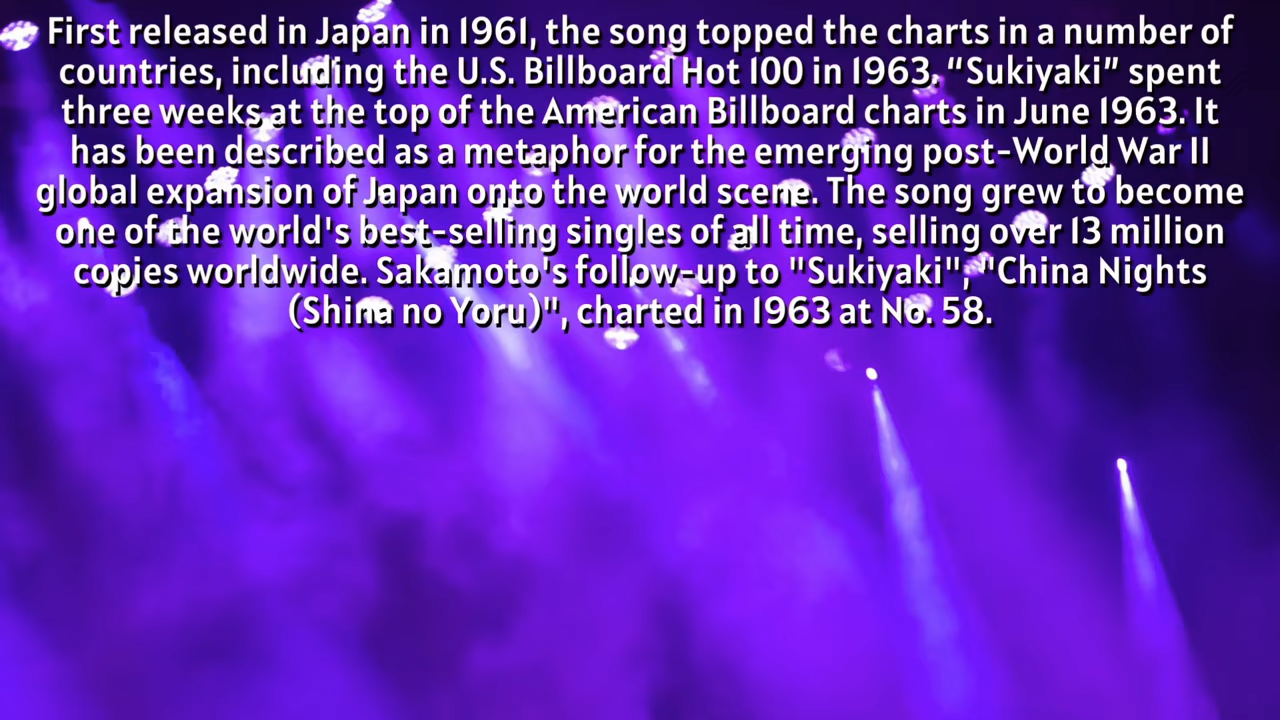 First released in Japan in 1961, the song topped the charts in a number of
countries, including the U.S. Billboard Hot 100 in 1963. “Sukiyaki” spent
three weeks at the top of the American Billboard charts in June 1963. It
has been described as a metaphor for the emerging post-World War II
global expansion of Japan onto the world scene. The song grew to become
one of the world's best-selling singles of all time, selling over 13 million
copies worldwide. Sakamoto's follow-up to "Sukiyaki", "China Nights
(Shina no Yoru)", charted in 1963 at No. 58.